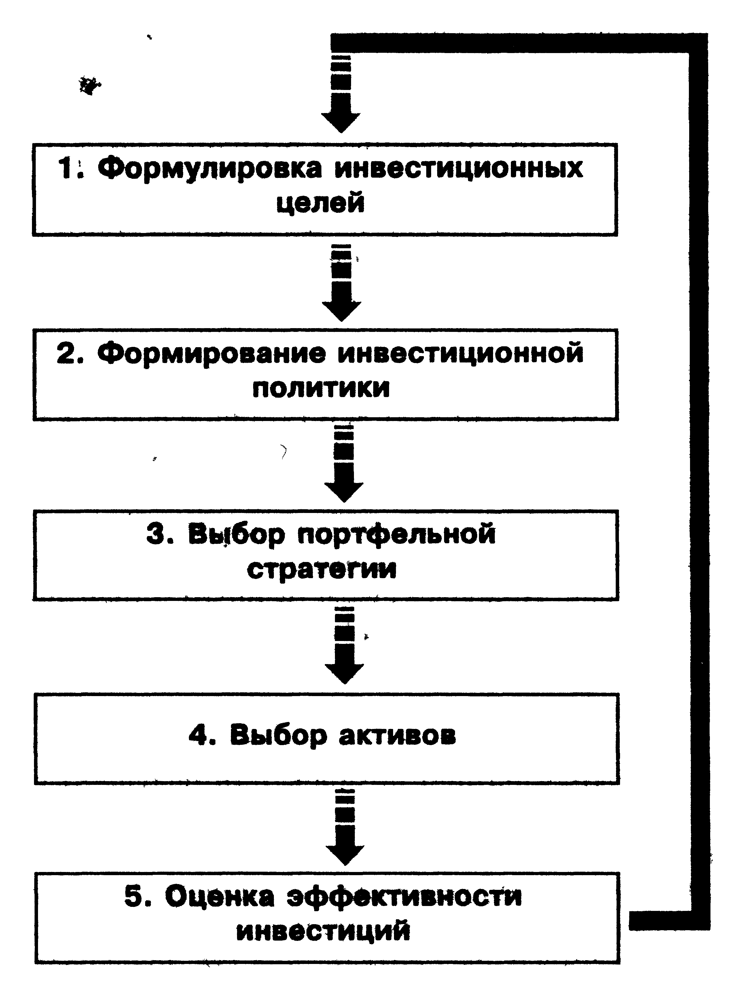 1. Формулировка инвестиционных
целей
2. Формирование инвестиционной
политики
3. Выбор портфельной
стратегии
4. Выбор активов
5. Оценка эффективности
инвестиций